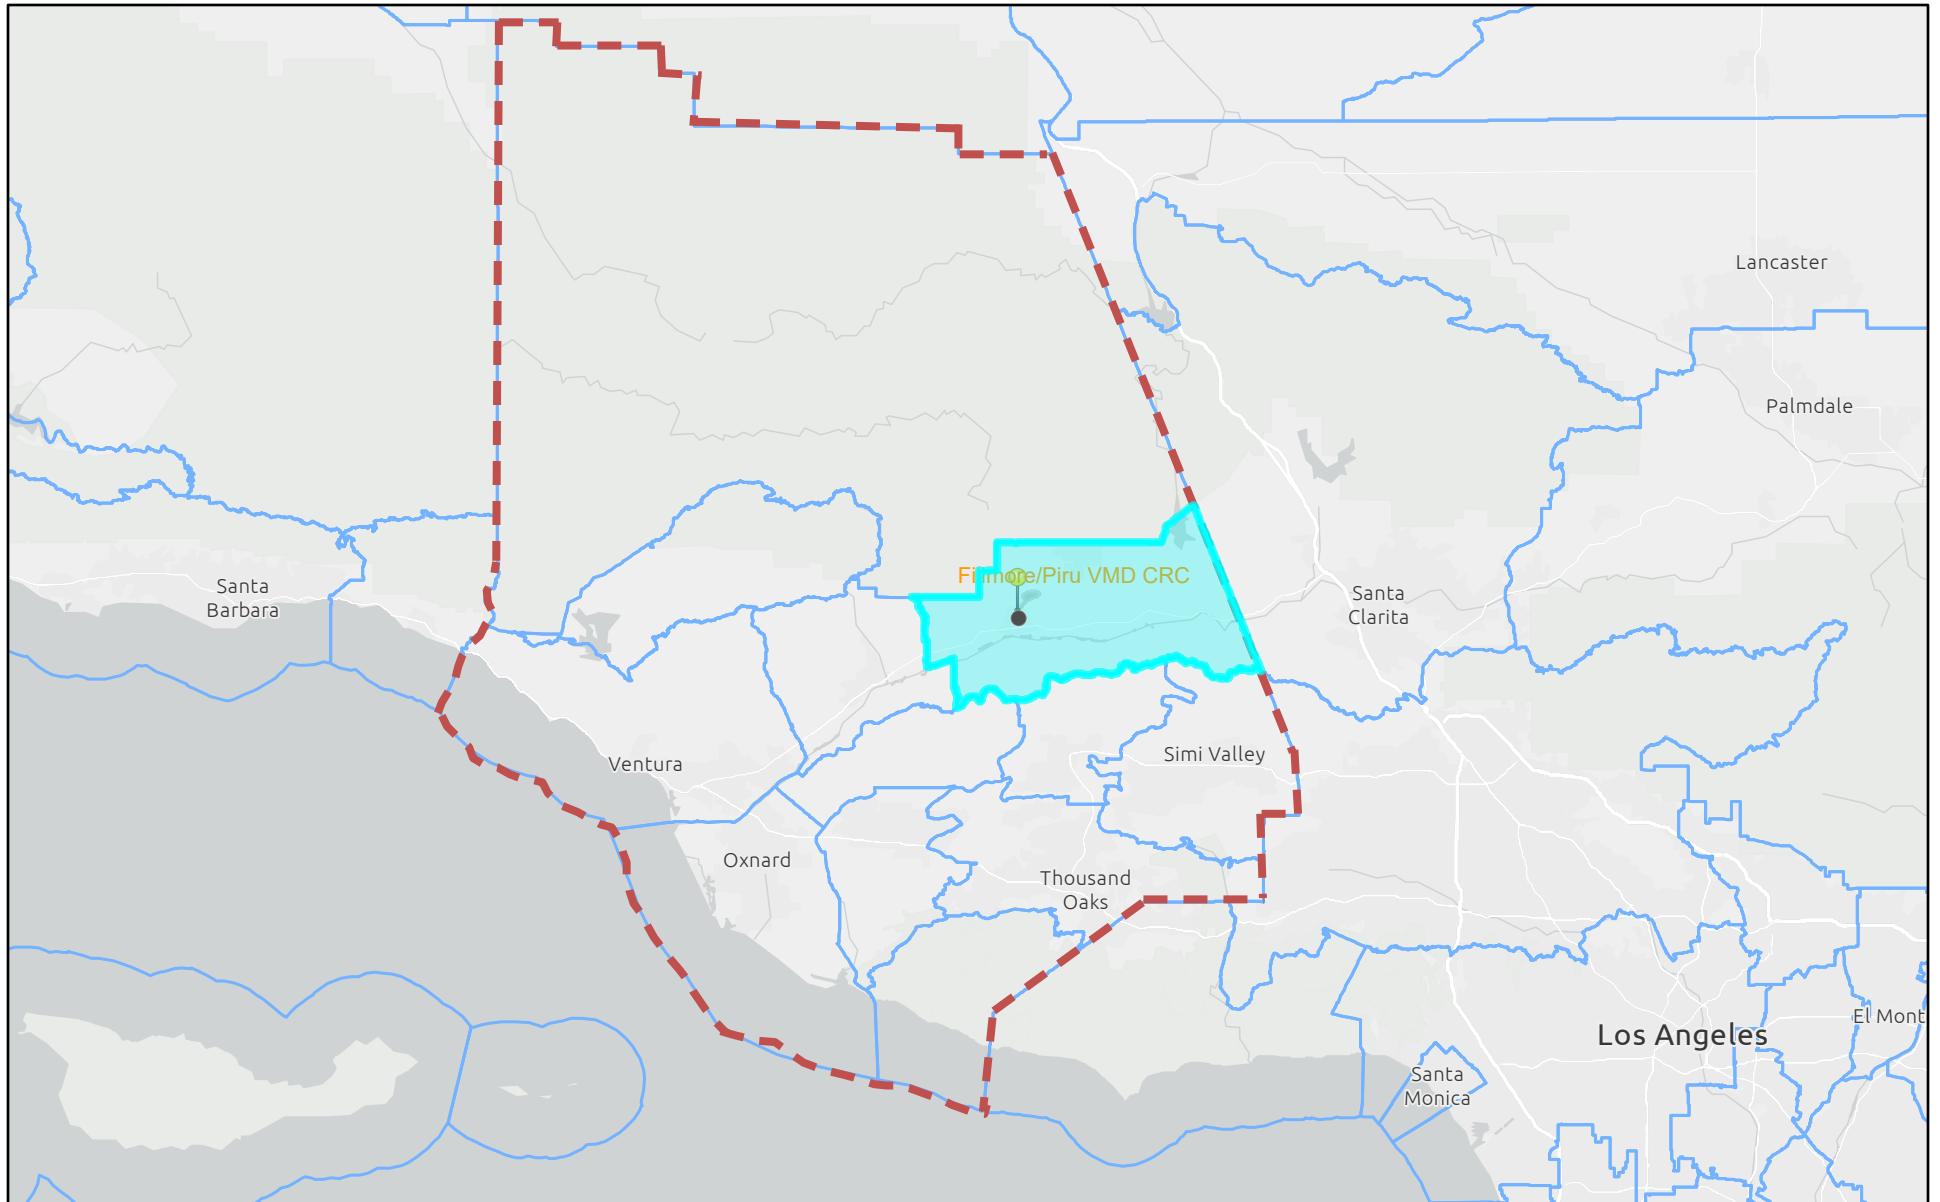 Lancaster
Palmdale
Fillmore/Piru VMD CRC
Santa
Barbara
Santa
Clarita
Simi Valley
Ventura
Oxnard
Thousand
Oaks
El Mont
Los Angeles
Santa
Monica